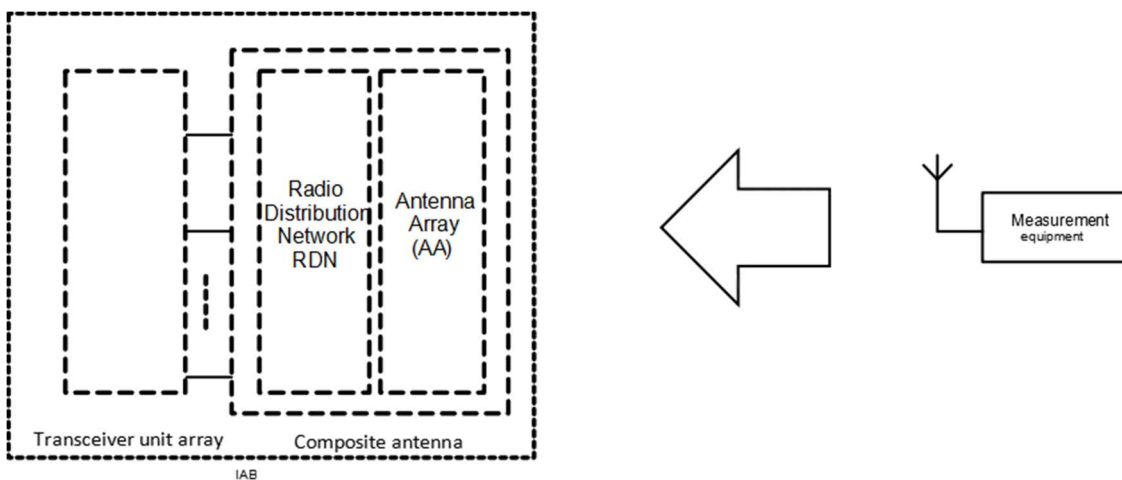 Radio
Distribution
Network
RDN
Antenna
Array
(AA)
Measurement
equipment
Transceiver unit array
Composite antenna
IAB